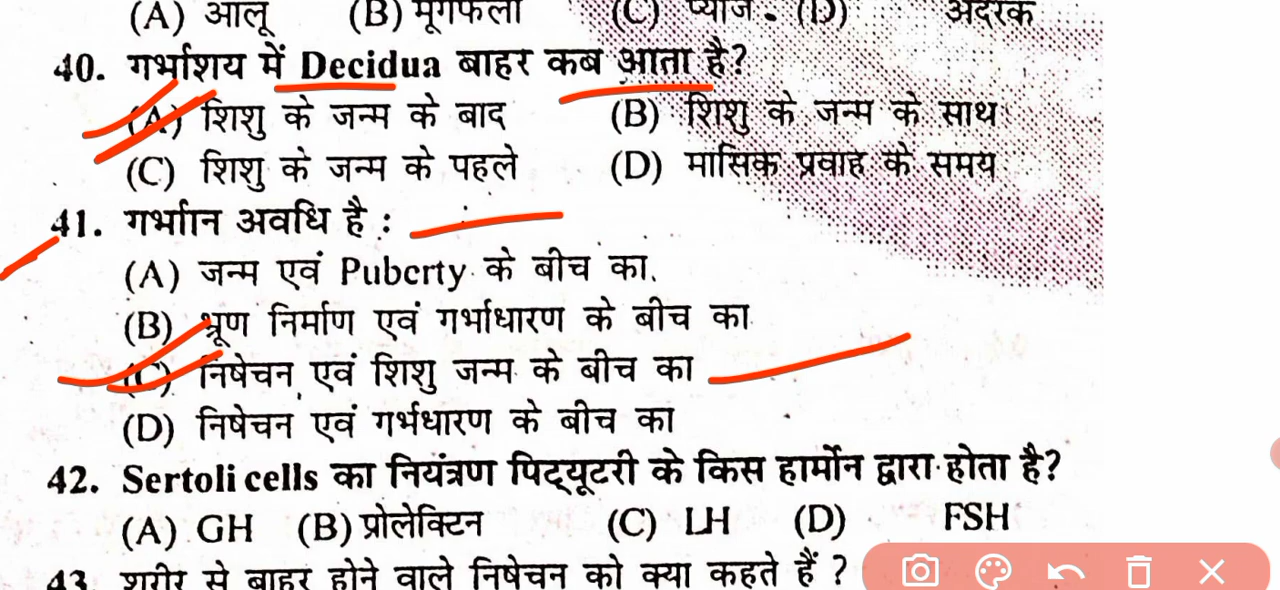 (A) आलू (B) मूंगफली (C) प्याज (D) अदरक
40. गर्भाशय में Decidua बाहर कब आता है?
(A) शिशु के जन्म के बाद (B) शिशु के जन्म के साथ
(C) शिशु के जन्म के पहले (D) मासिक प्रवाह के समय
41. गर्भाान अवधि है :
(A) जन्म एवं Puberty के बीच का
(B) भ्रूण निर्माण एवं गर्भाधारण के बीच का
(C) निषेचन एवं शिशु जन्म के बीच का
(D) निषेचन एवं गर्भधारण के बीच का
42. Sertoli cells का नियंत्रण पिट्यूटरी के किस हार्मोन द्वारा होता है?
(A) GH (B) प्रोलेक्टिन (C) LH (D) FSH
43. शरीर से बाहर होने वाले निषेचन को क्या कहते हैं ?